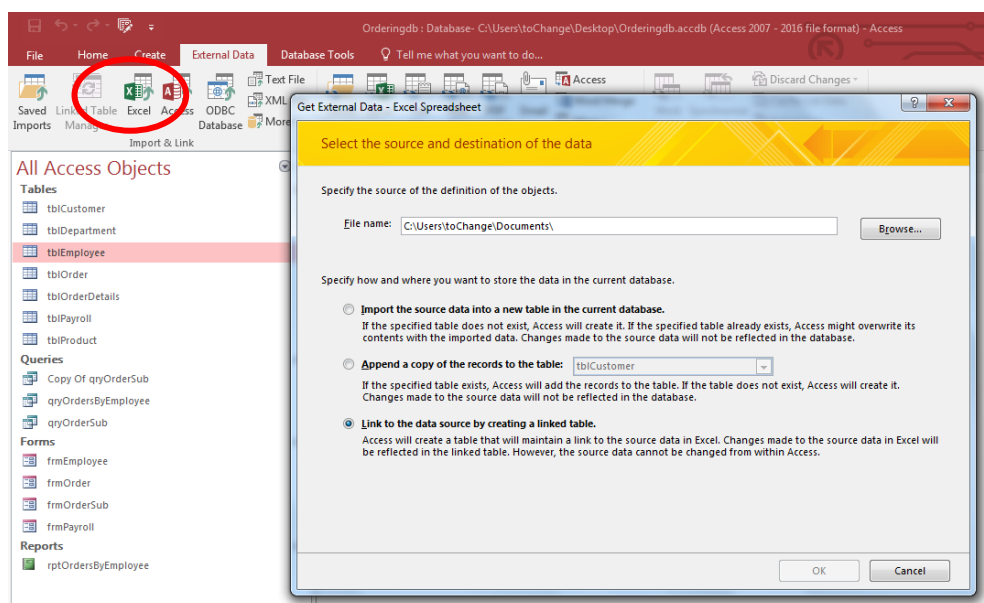 Orderingdb : Database- C:\Users\toChange\Desktop\Orderingdb.accdb (Access 2007 - 2016 file format) - Access
File Home Create External Data Database Tools Tell me what you want to do...
Saved Imports
Excel
ODBC Database
Text File
XML
More
Access
Discard Changes
Import & Link
All Access Objects
Tables
tblCustomer
tblDepartment
tblEmployee
tblOrder
tblOrderDetails
tblPayroll
tblProduct
Queries
Copy Of qryOrderSub
qryOrdersByEmployee
qryOrderSub
Forms
frmEmployee
frmOrder
frmOrderSub
frmPayroll
Reports
rptOrdersByEmployee
Get External Data - Excel Spreadsheet
Select the source and destination of the data
Specify the source of the definition of the objects.
File name: C:\Users\toChange\Documents\ Browse...
Specify how and where you want to store the data in the current database.
Import the source data into a new table in the current database.
If the specified table does not exist, Access will create it. If the specified table already exists, Access might overwrite its
contents with the imported data. Changes made to the source data will not be reflected in the database.
Append a copy of the records to the table: tblCustomer
If the specified table exists, Access will add the records to the table. If the table does not exist, Access will create it.
Changes made to the source data will not be reflected in the database.
Link to the data source by creating a linked table.
Access will create a table that will maintain a link to the source data in Excel. Changes made to the source data in Excel will
be reflected in the linked table. However, the source data cannot be changed from within Access.
OK Cancel